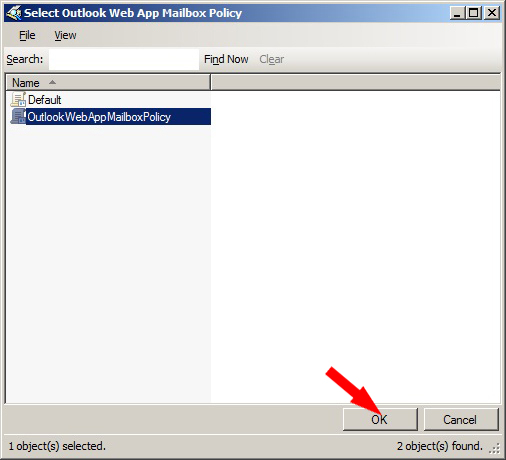 Select Outlook Web App Mailbox Policy
File View
Search: Find Now Clear
Name
Default
OutlookWebAppMailboxPolicy
OK Cancel
1 object(s) selected. 2 object(s) found.